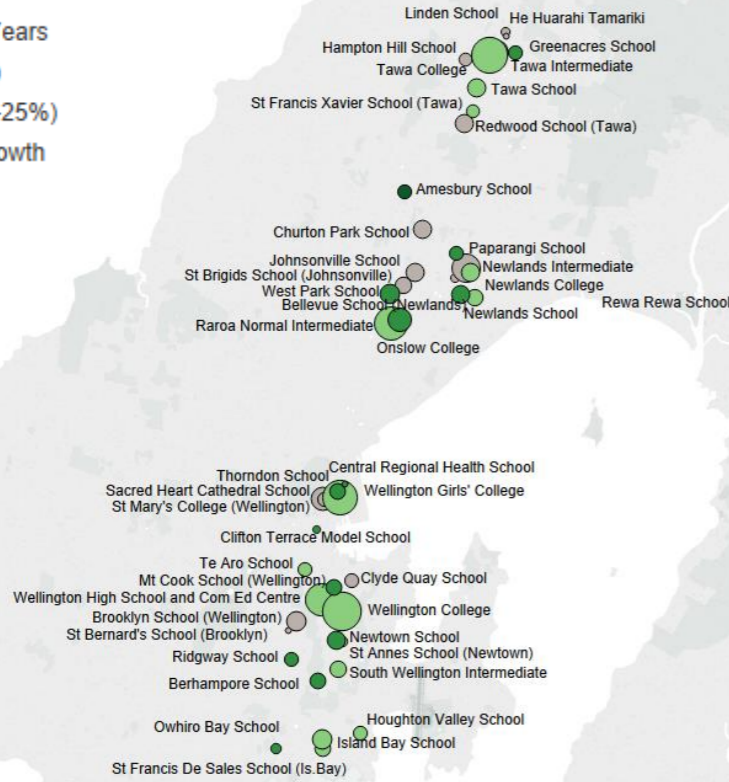 Linden School
He Huarahi Tamariki
ears
Hampton Hill School
Greenacres School
Tawa College
Tawa Intermediate
Tawa School
-25%)
St Francis Xavier School (Tawa)
Redwood School (Tawa)
owth
Amesbury School
Churton Park School
Paparangi School
Johnsonville School
Newlands Intermediate
St Brigids School (Johnsonville)
Newlands College
West Park School
Rewa Rewa School
Bellevue School (Newlands)
Newlands School
Raroa Normal Intermediate
Onslow College
Central Regional Health School
Thorndon School
Sacred Heart Cathedral School
Wellington Girls' College
St Mary's College (Wellington)
Clifton Terrace Model School
Te Aro School
Mt Cook School (Wellington)
Clyde Quay School
Wellington High School and Com Ed Centre
Wellington College
Brooklyn School (Wellington)
St Bernard's School (Brooklyn)
Newtown School
St Annes School (Newtown)
Ridgway School
South Wellington Intermediate
Berhampore School
Houghton Valley School
Owhiro Bay School
Island Bay School
St Francis De Sales School (Is.Bay)